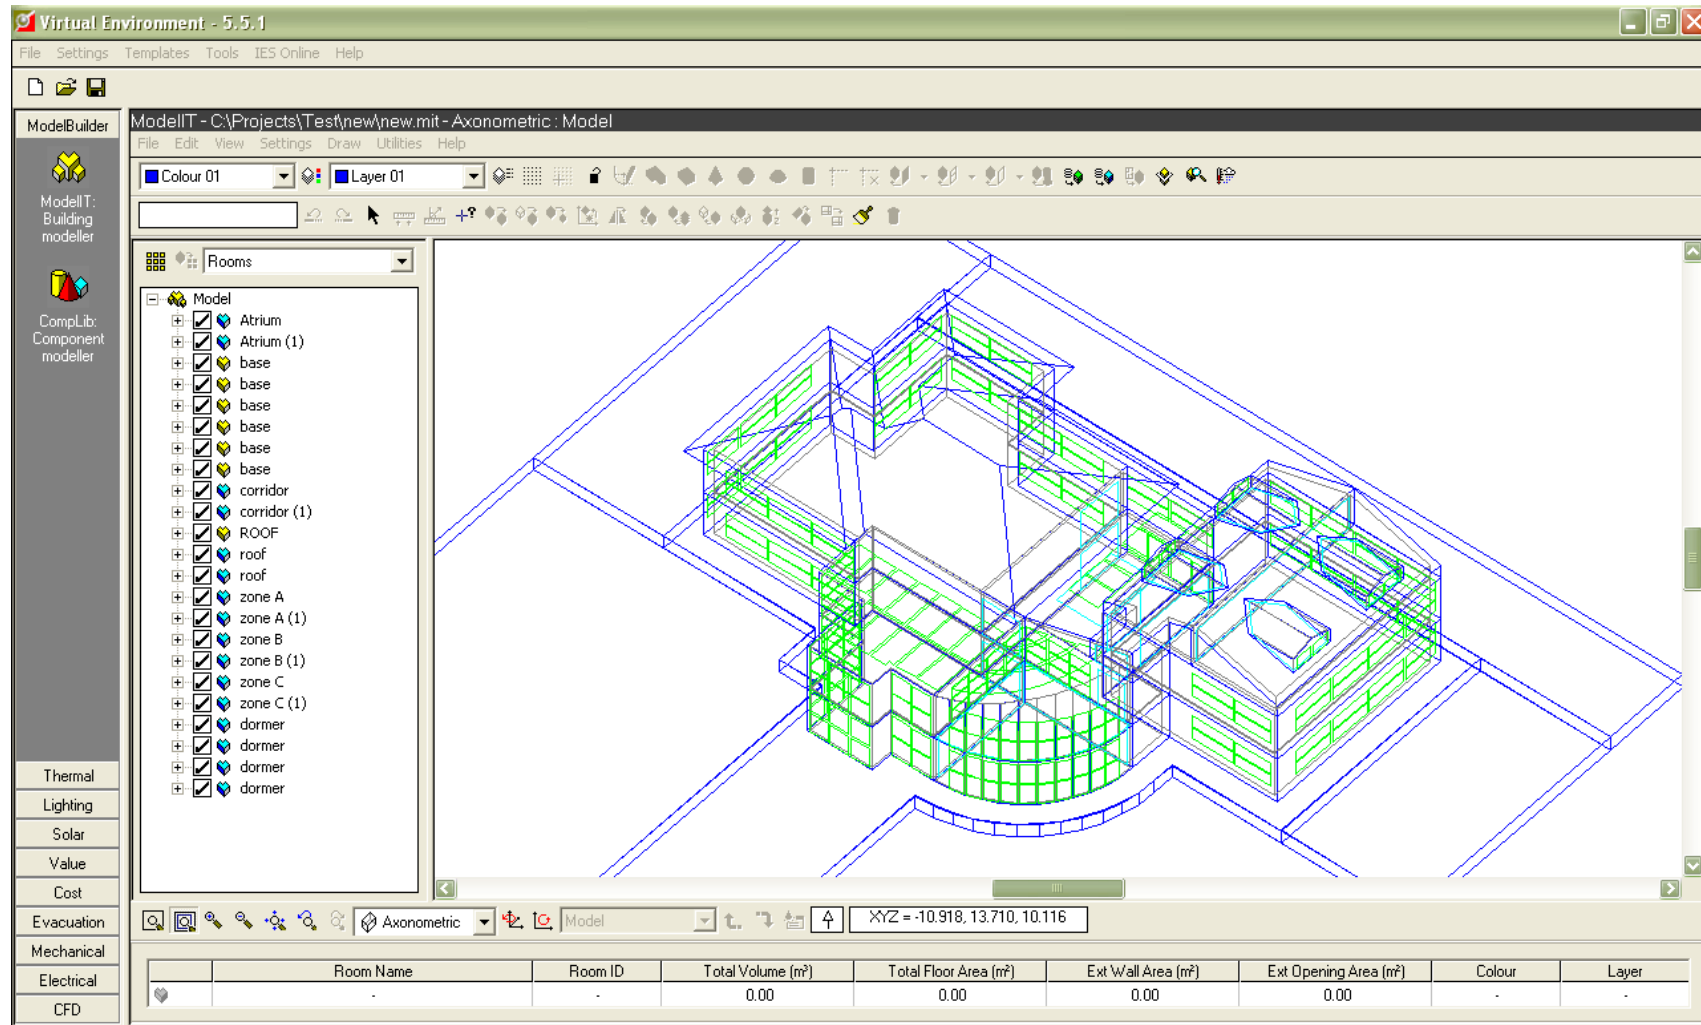 Virtual Environment - 5.5.1
File Settings Templates Tools IES Online Help
ModelBuilder
ModelIT:
Building
modeller
CompLib:
Component
modeller
Thermal
Lighting
Solar
Value
Cost
Evacuation
Mechanical
Electrical
CFD
ModelIT - C:\Projects\Test\new\new.mit - Axonometric : Model
File Edit View Settings Draw Utilities Help
Colour 01 Layer 01
Rooms
Model
Atrium
Atrium (1)
base
base
base
base
base
base
corridor
corridor (1)
ROOF
roof
roof
zone A
zone A (1)
zone B
zone B (1)
zone C
zone C (1)
dormer
dormer
dormer
dormer
Axonometric Model XYZ = -10.918, 13.710, 10.116
Room Name Room ID Total Volume (m³) Total Floor Area (m²) Ext Wall Area (m²) Ext Opening Area (m²) Colour Layer
- - 0.00 0.00 0.00 0.00 - -